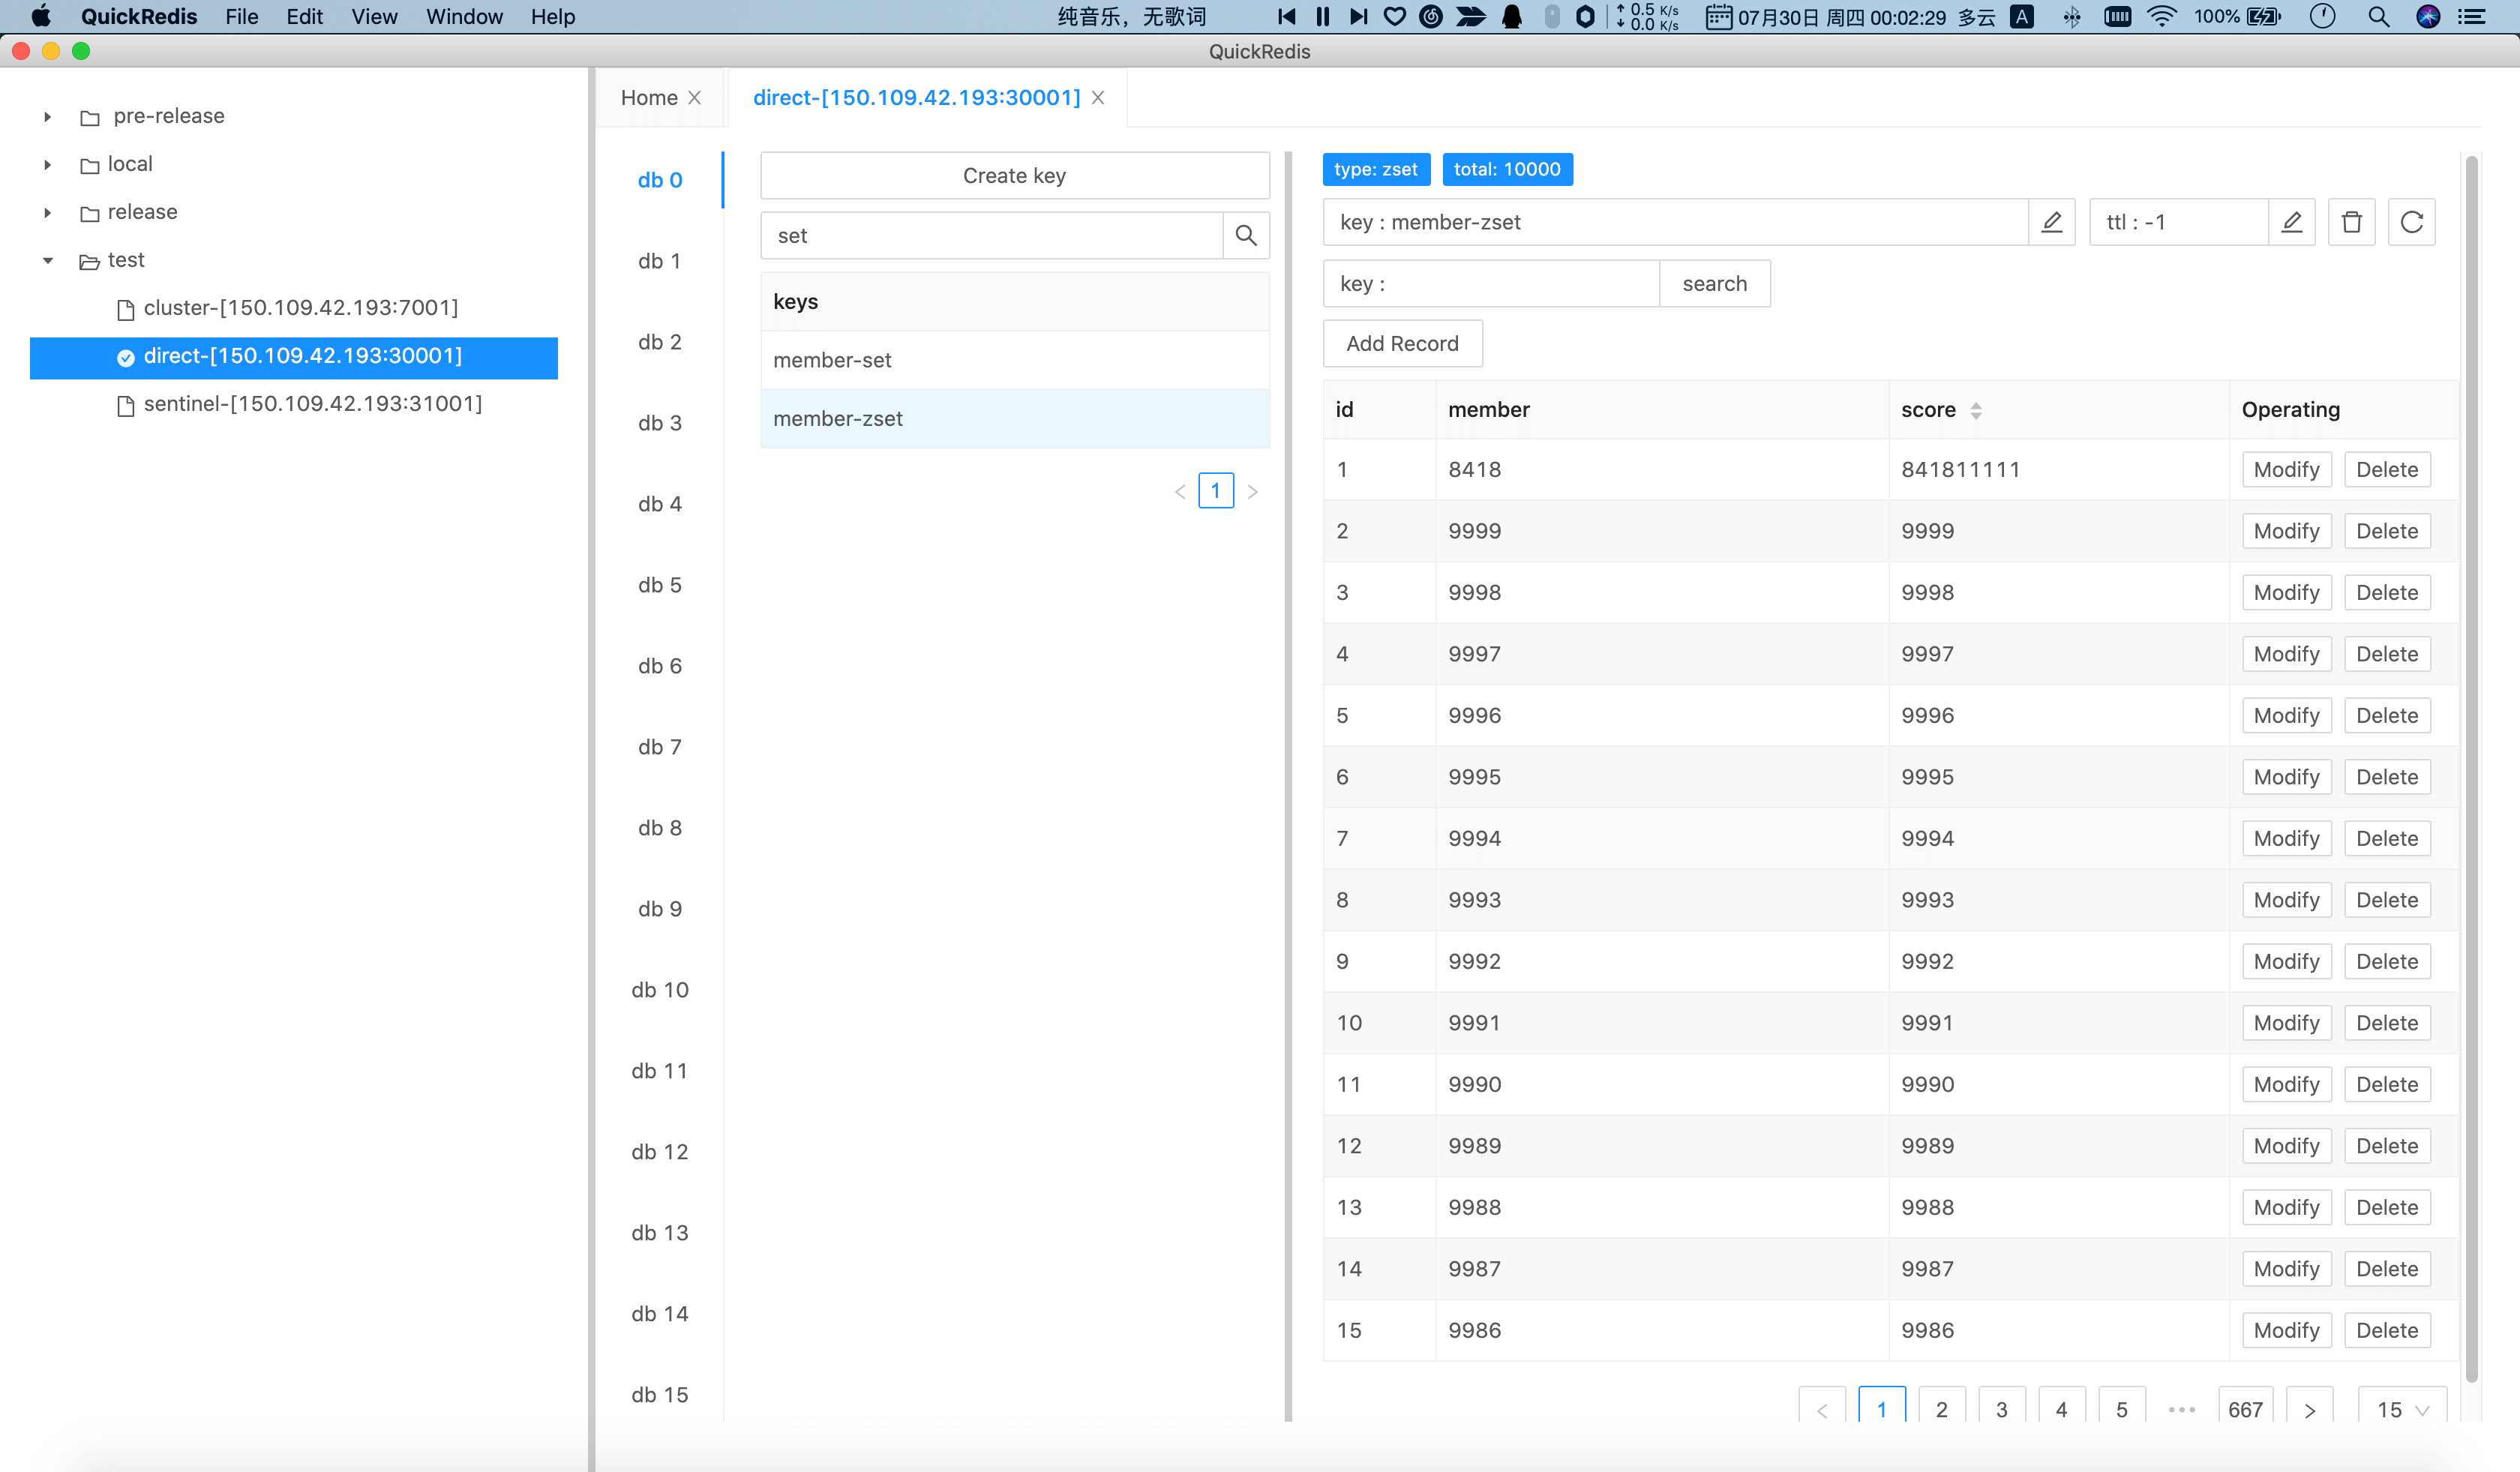 QuickRedis File Edit View Window Help 纯音乐，无歌词 0.5 K/s 0.0 K/s 07月30日 周四 00:02:29 多云 A 100%
QuickRedis
pre-release
local
release
test
cluster-[150.109.42.193:7001]
direct-[150.109.42.193:30001]
sentinel-[150.109.42.193:31001]
Home direct-[150.109.42.193:30001]
db 0
db 1
db 2
db 3
db 4
db 5
db 6
db 7
db 8
db 9
db 10
db 11
db 12
db 13
db 14
db 15
Create key
set
keys
member-set
member-zset
1
type: zset total: 10000
key : member-zset ttl : -1
key : search
Add Record
id member score Operating
1 8418 841811111 Modify Delete
2 9999 9999 Modify Delete
3 9998 9998 Modify Delete
4 9997 9997 Modify Delete
5 9996 9996 Modify Delete
6 9995 9995 Modify Delete
7 9994 9994 Modify Delete
8 9993 9993 Modify Delete
9 9992 9992 Modify Delete
10 9991 9991 Modify Delete
11 9990 9990 Modify Delete
12 9989 9989 Modify Delete
13 9988 9988 Modify Delete
14 9987 9987 Modify Delete
15 9986 9986 Modify Delete
1 2 3 4 5 ••• 667 15